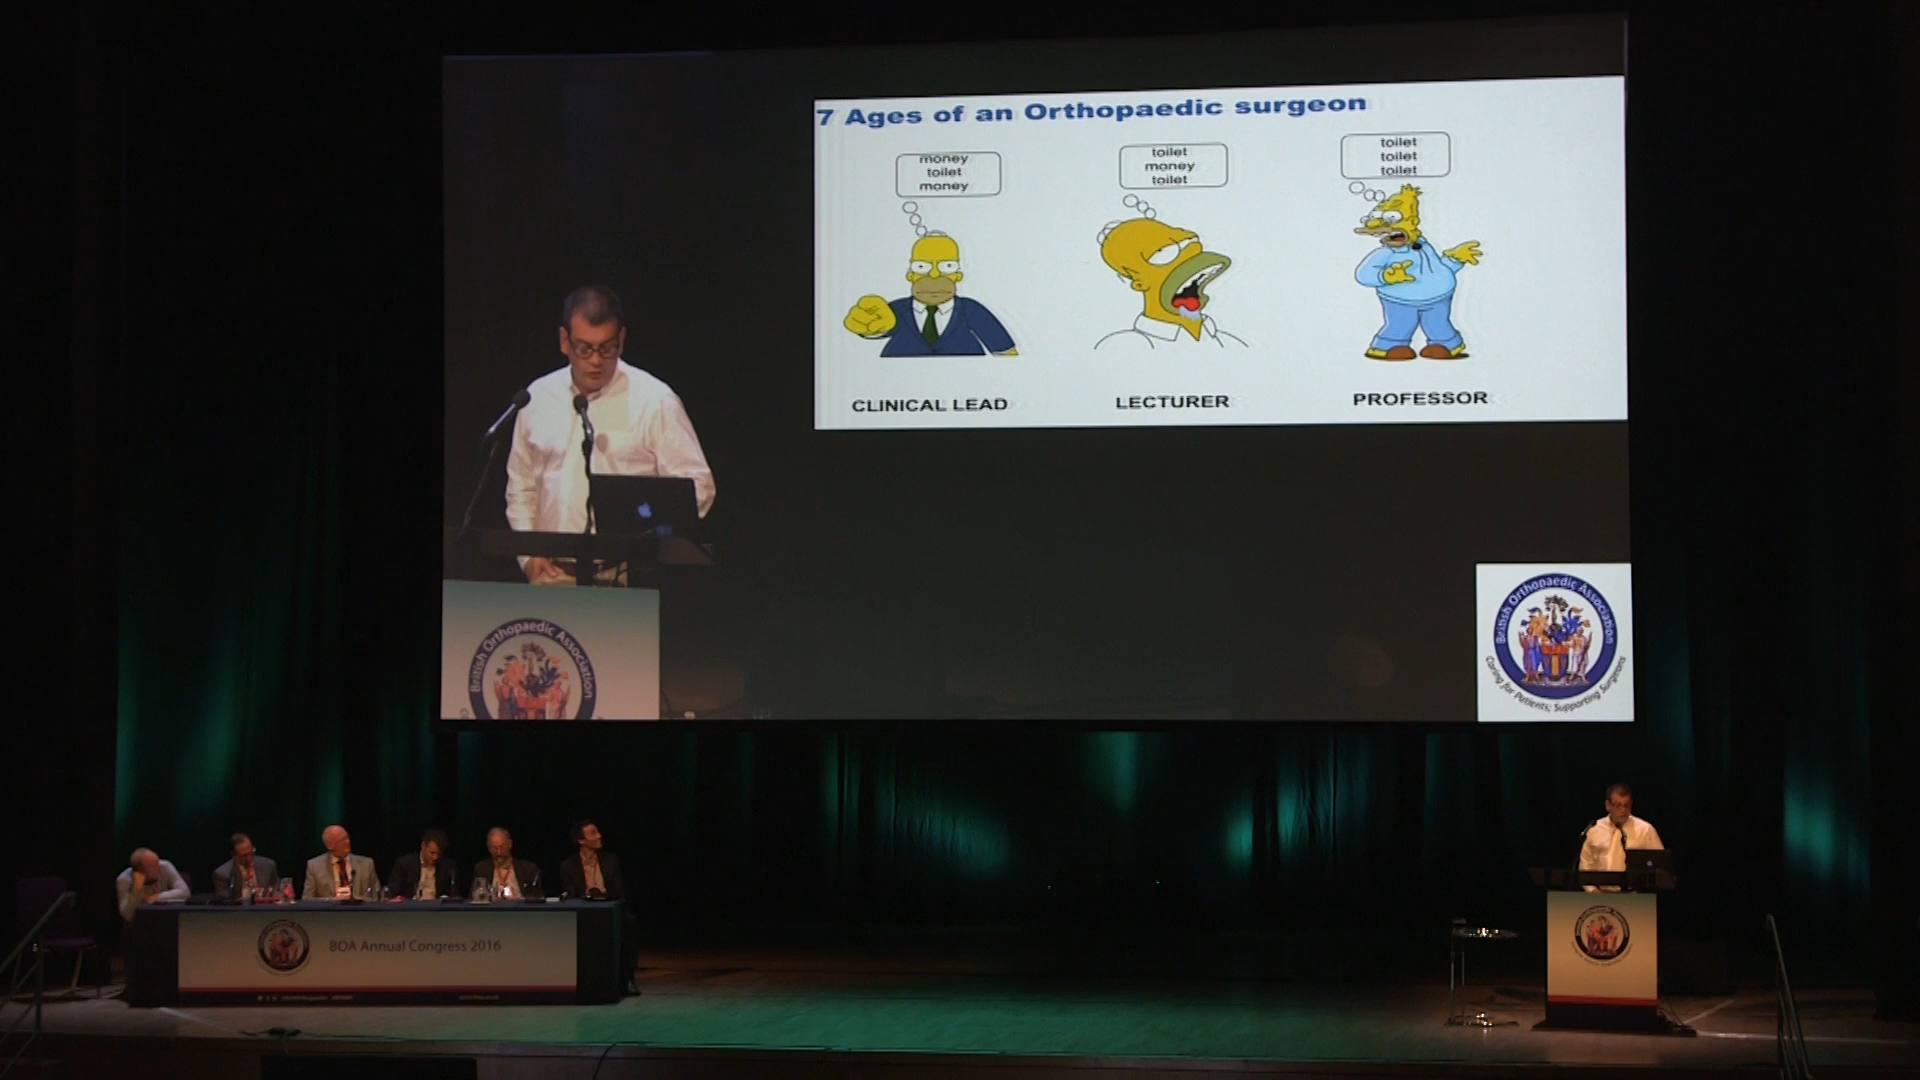 7 Ages of an Orthopaedic surgeon
money
toilet
money
toilet
money
toilet
toilet
toilet
toilet
CLINICAL LEAD
LECTURER
PROFESSOR
British Orthopaedic Association
British Orthopaedic Association
Caring for Patients; Supporting Surgeons
BOA Annual Congress 2016